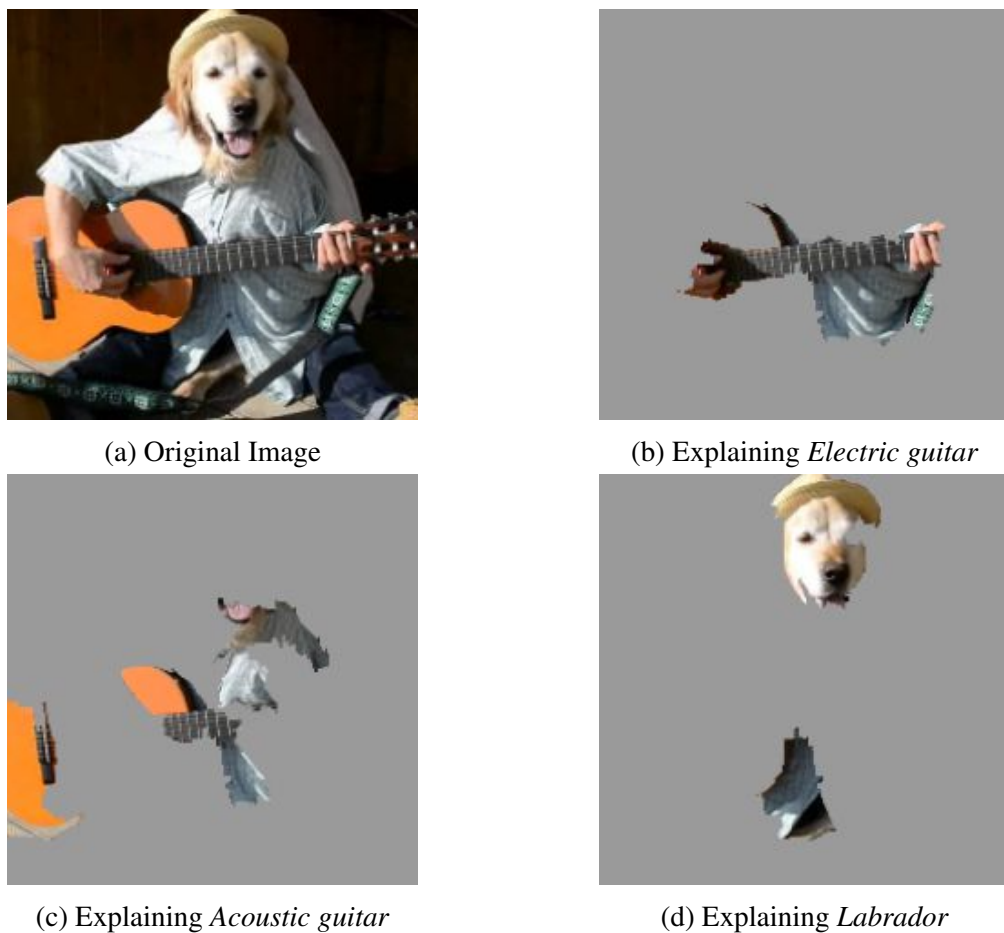 (a) Original Image
(b) Explaining Electric guitar
(c) Explaining Acoustic guitar
(d) Explaining Labrador